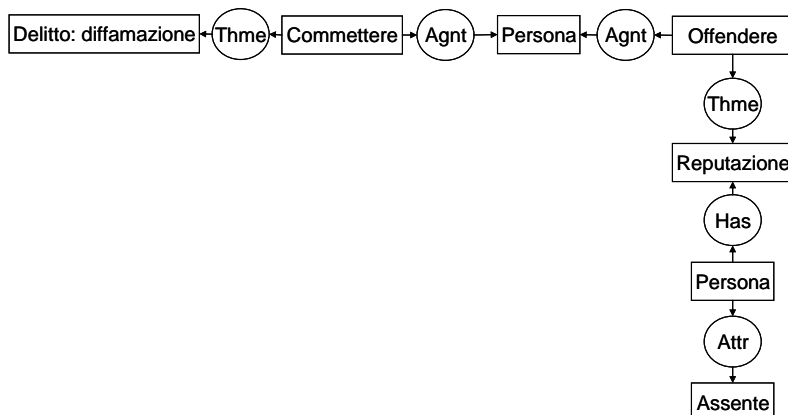 Delitto: diffamazione Thme Commettere Agnt Persona Agnt Offendere
Thme
Reputazione
Has
Persona
Attr
Assente